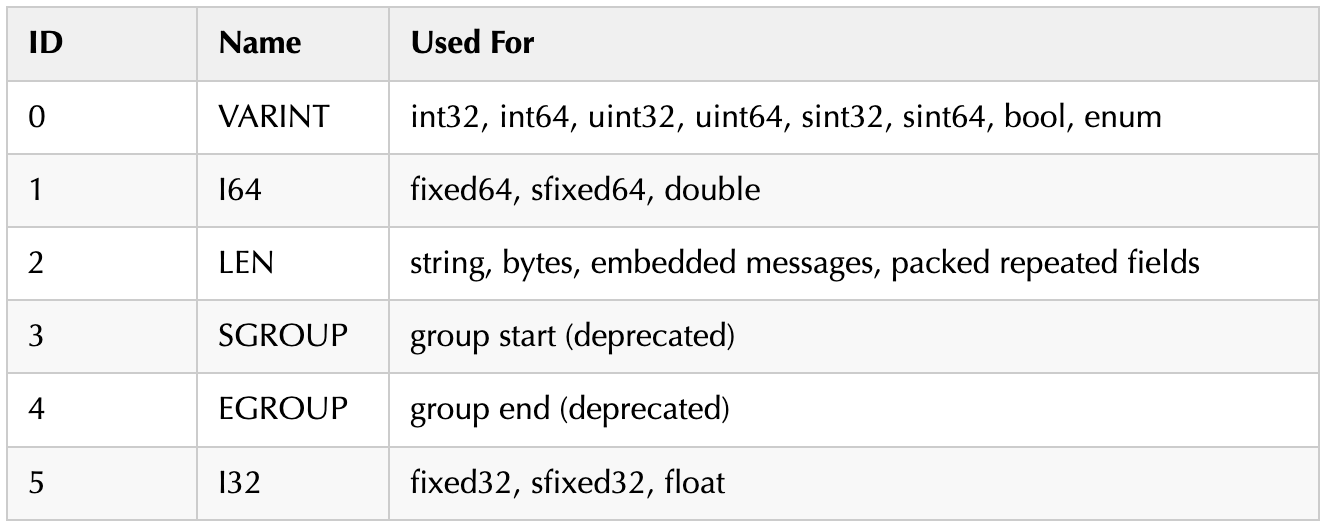 ID Name Used For
0 VARINT int32, int64, uint32, uint64, sint32, sint64, bool, enum
1 I64 fixed64, sfixed64, double
2 LEN string, bytes, embedded messages, packed repeated fields
3 SGROUP group start (deprecated)
4 EGROUP group end (deprecated)
5 I32 fixed32, sfixed32, float